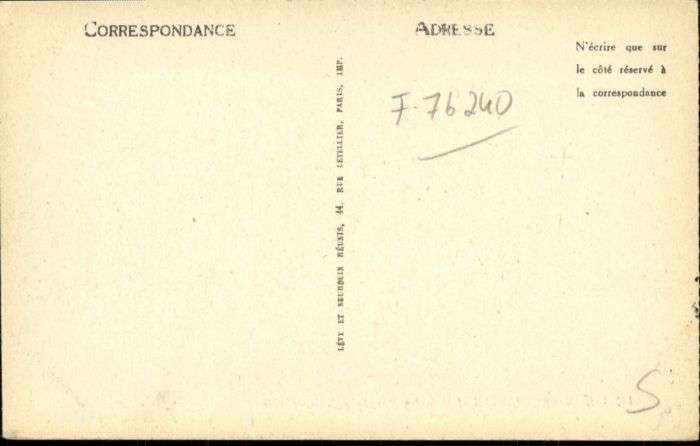 CORRESPONDANCE
ADRESSE
N'écrire que sur
le côté réservé à
la correspondance
F-76240
LÉVY ET NEURDEIN RÉUNIS, 44, RUE LETELLIER, PARIS, IMP.
S